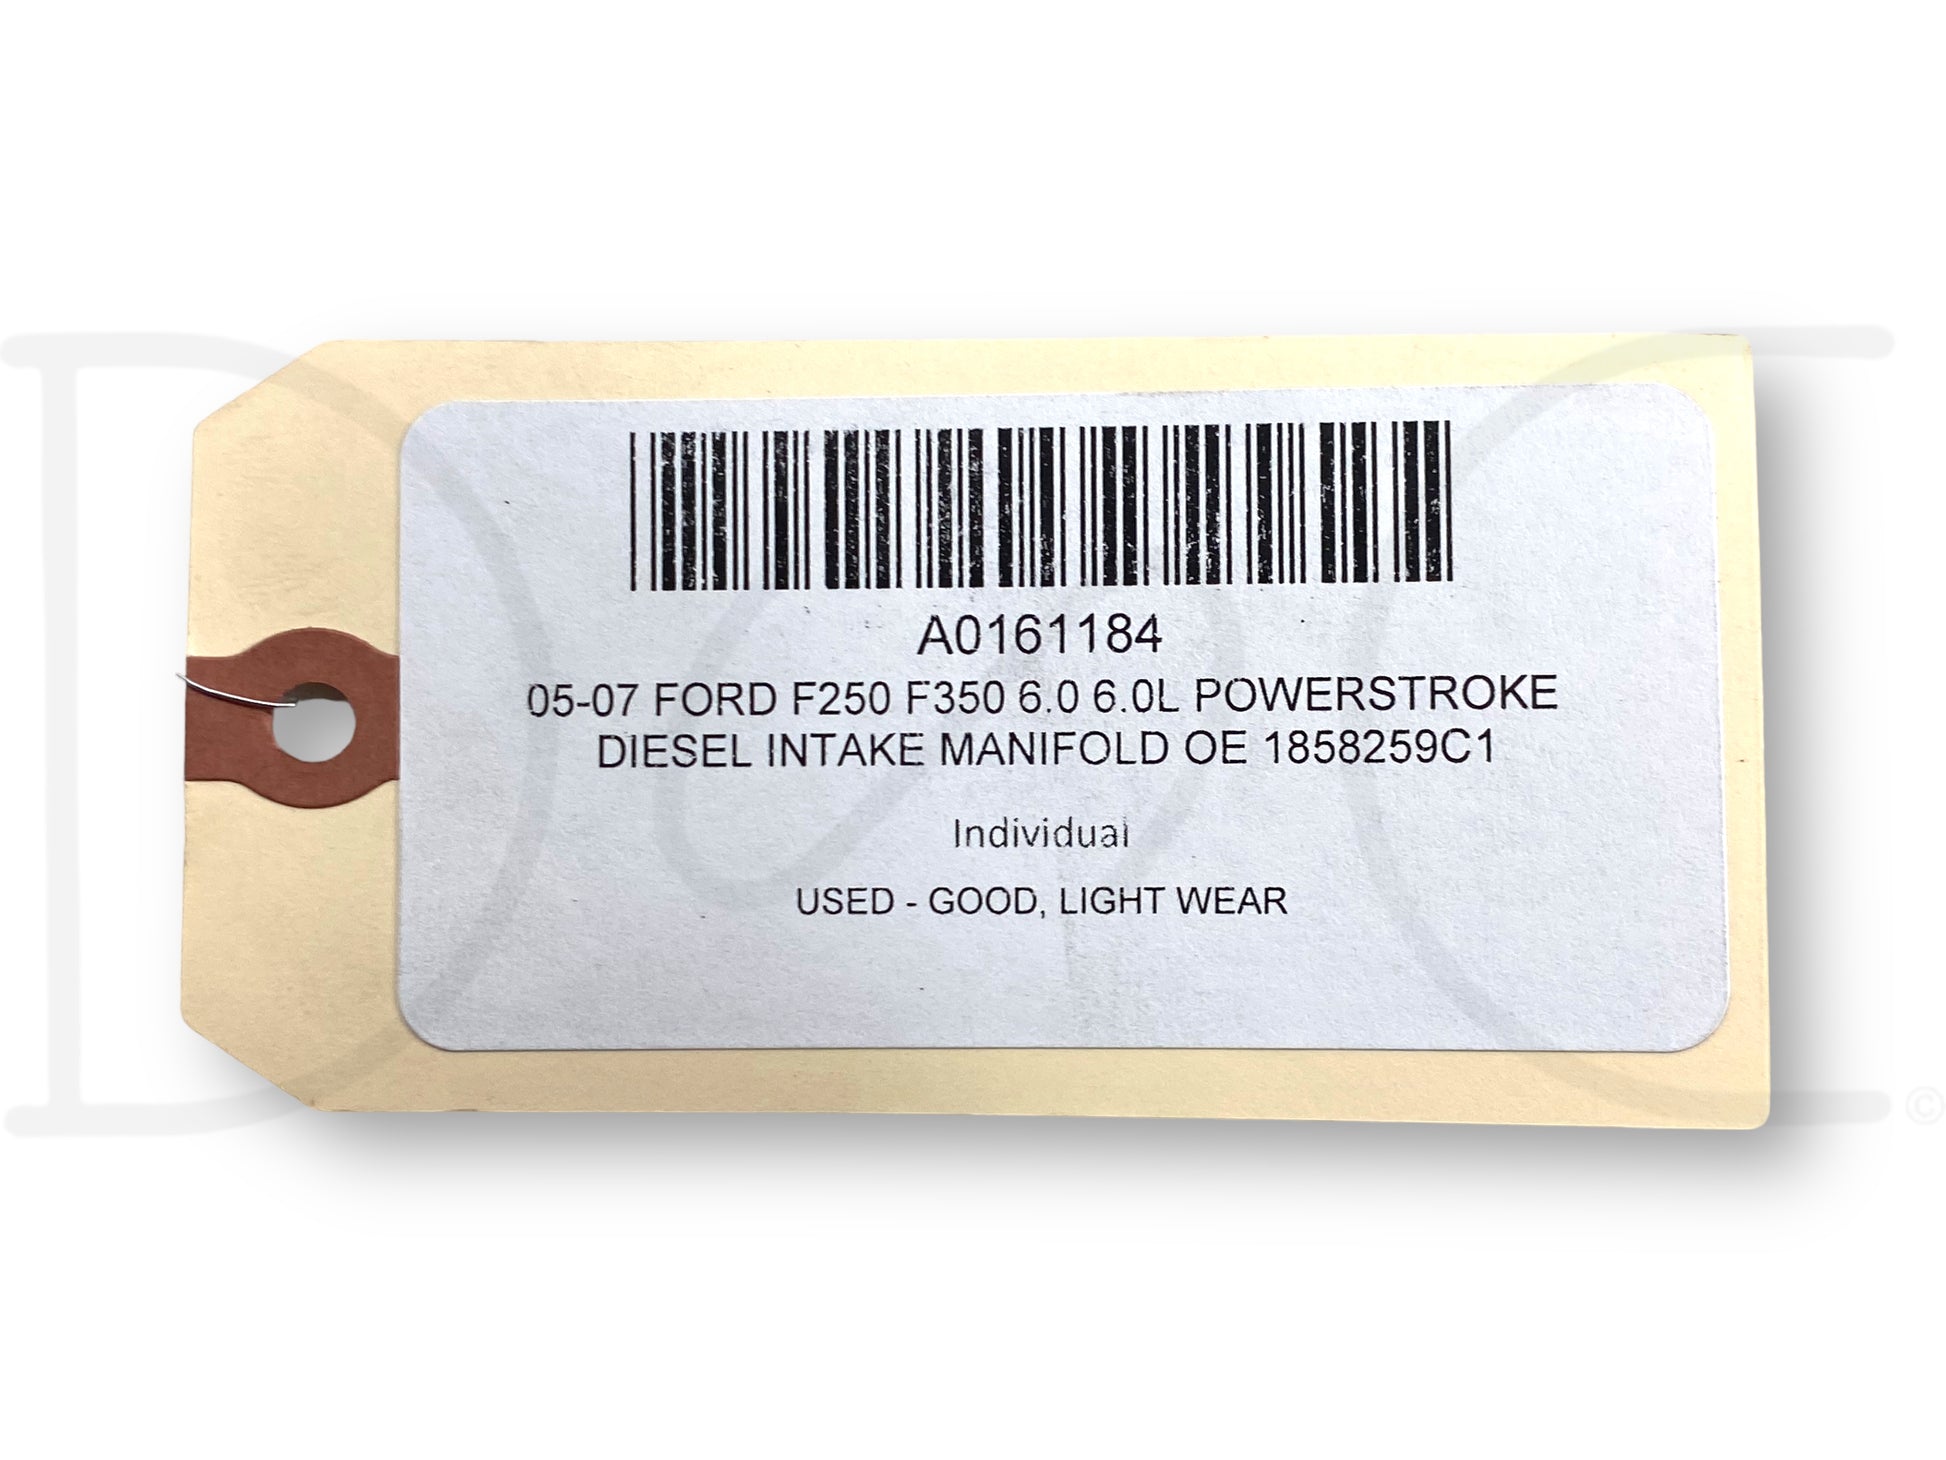 A0161184
05-07 FORD F250 F350 6.0 6.0L POWERSTROKE
DIESEL INTAKE MANIFOLD OE 1858259C1
Individual
USED - GOOD, LIGHT WEAR
©